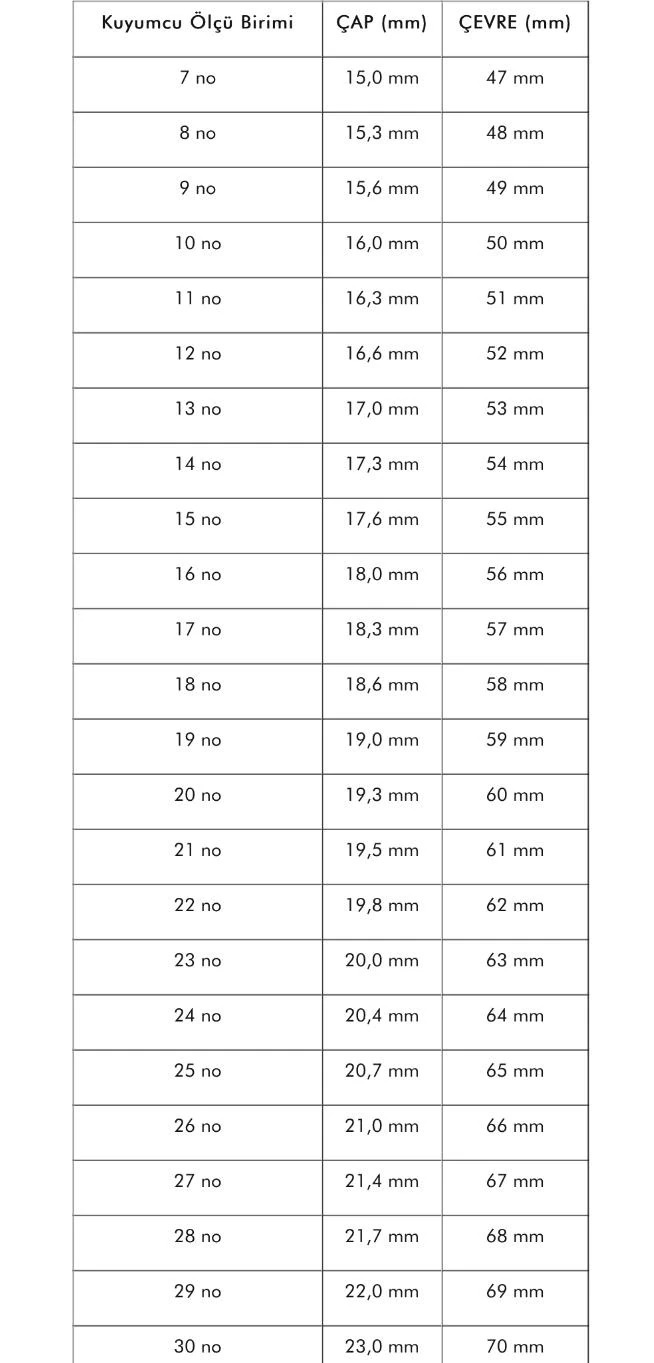 Kuyumcu Ölçü Birimi ÇAP (mm) ÇEVRE (mm)
7 no 15,0 mm 47 mm
8 no 15,3 mm 48 mm
9 no 15,6 mm 49 mm
10 no 16,0 mm 50 mm
11 no 16,3 mm 51 mm
12 no 16,6 mm 52 mm
13 no 17,0 mm 53 mm
14 no 17,3 mm 54 mm
15 no 17,6 mm 55 mm
16 no 18,0 mm 56 mm
17 no 18,3 mm 57 mm
18 no 18,6 mm 58 mm
19 no 19,0 mm 59 mm
20 no 19,3 mm 60 mm
21 no 19,5 mm 61 mm
22 no 19,8 mm 62 mm
23 no 20,0 mm 63 mm
24 no 20,4 mm 64 mm
25 no 20,7 mm 65 mm
26 no 21,0 mm 66 mm
27 no 21,4 mm 67 mm
28 no 21,7 mm 68 mm
29 no 22,0 mm 69 mm
30 no 23,0 mm 70 mm